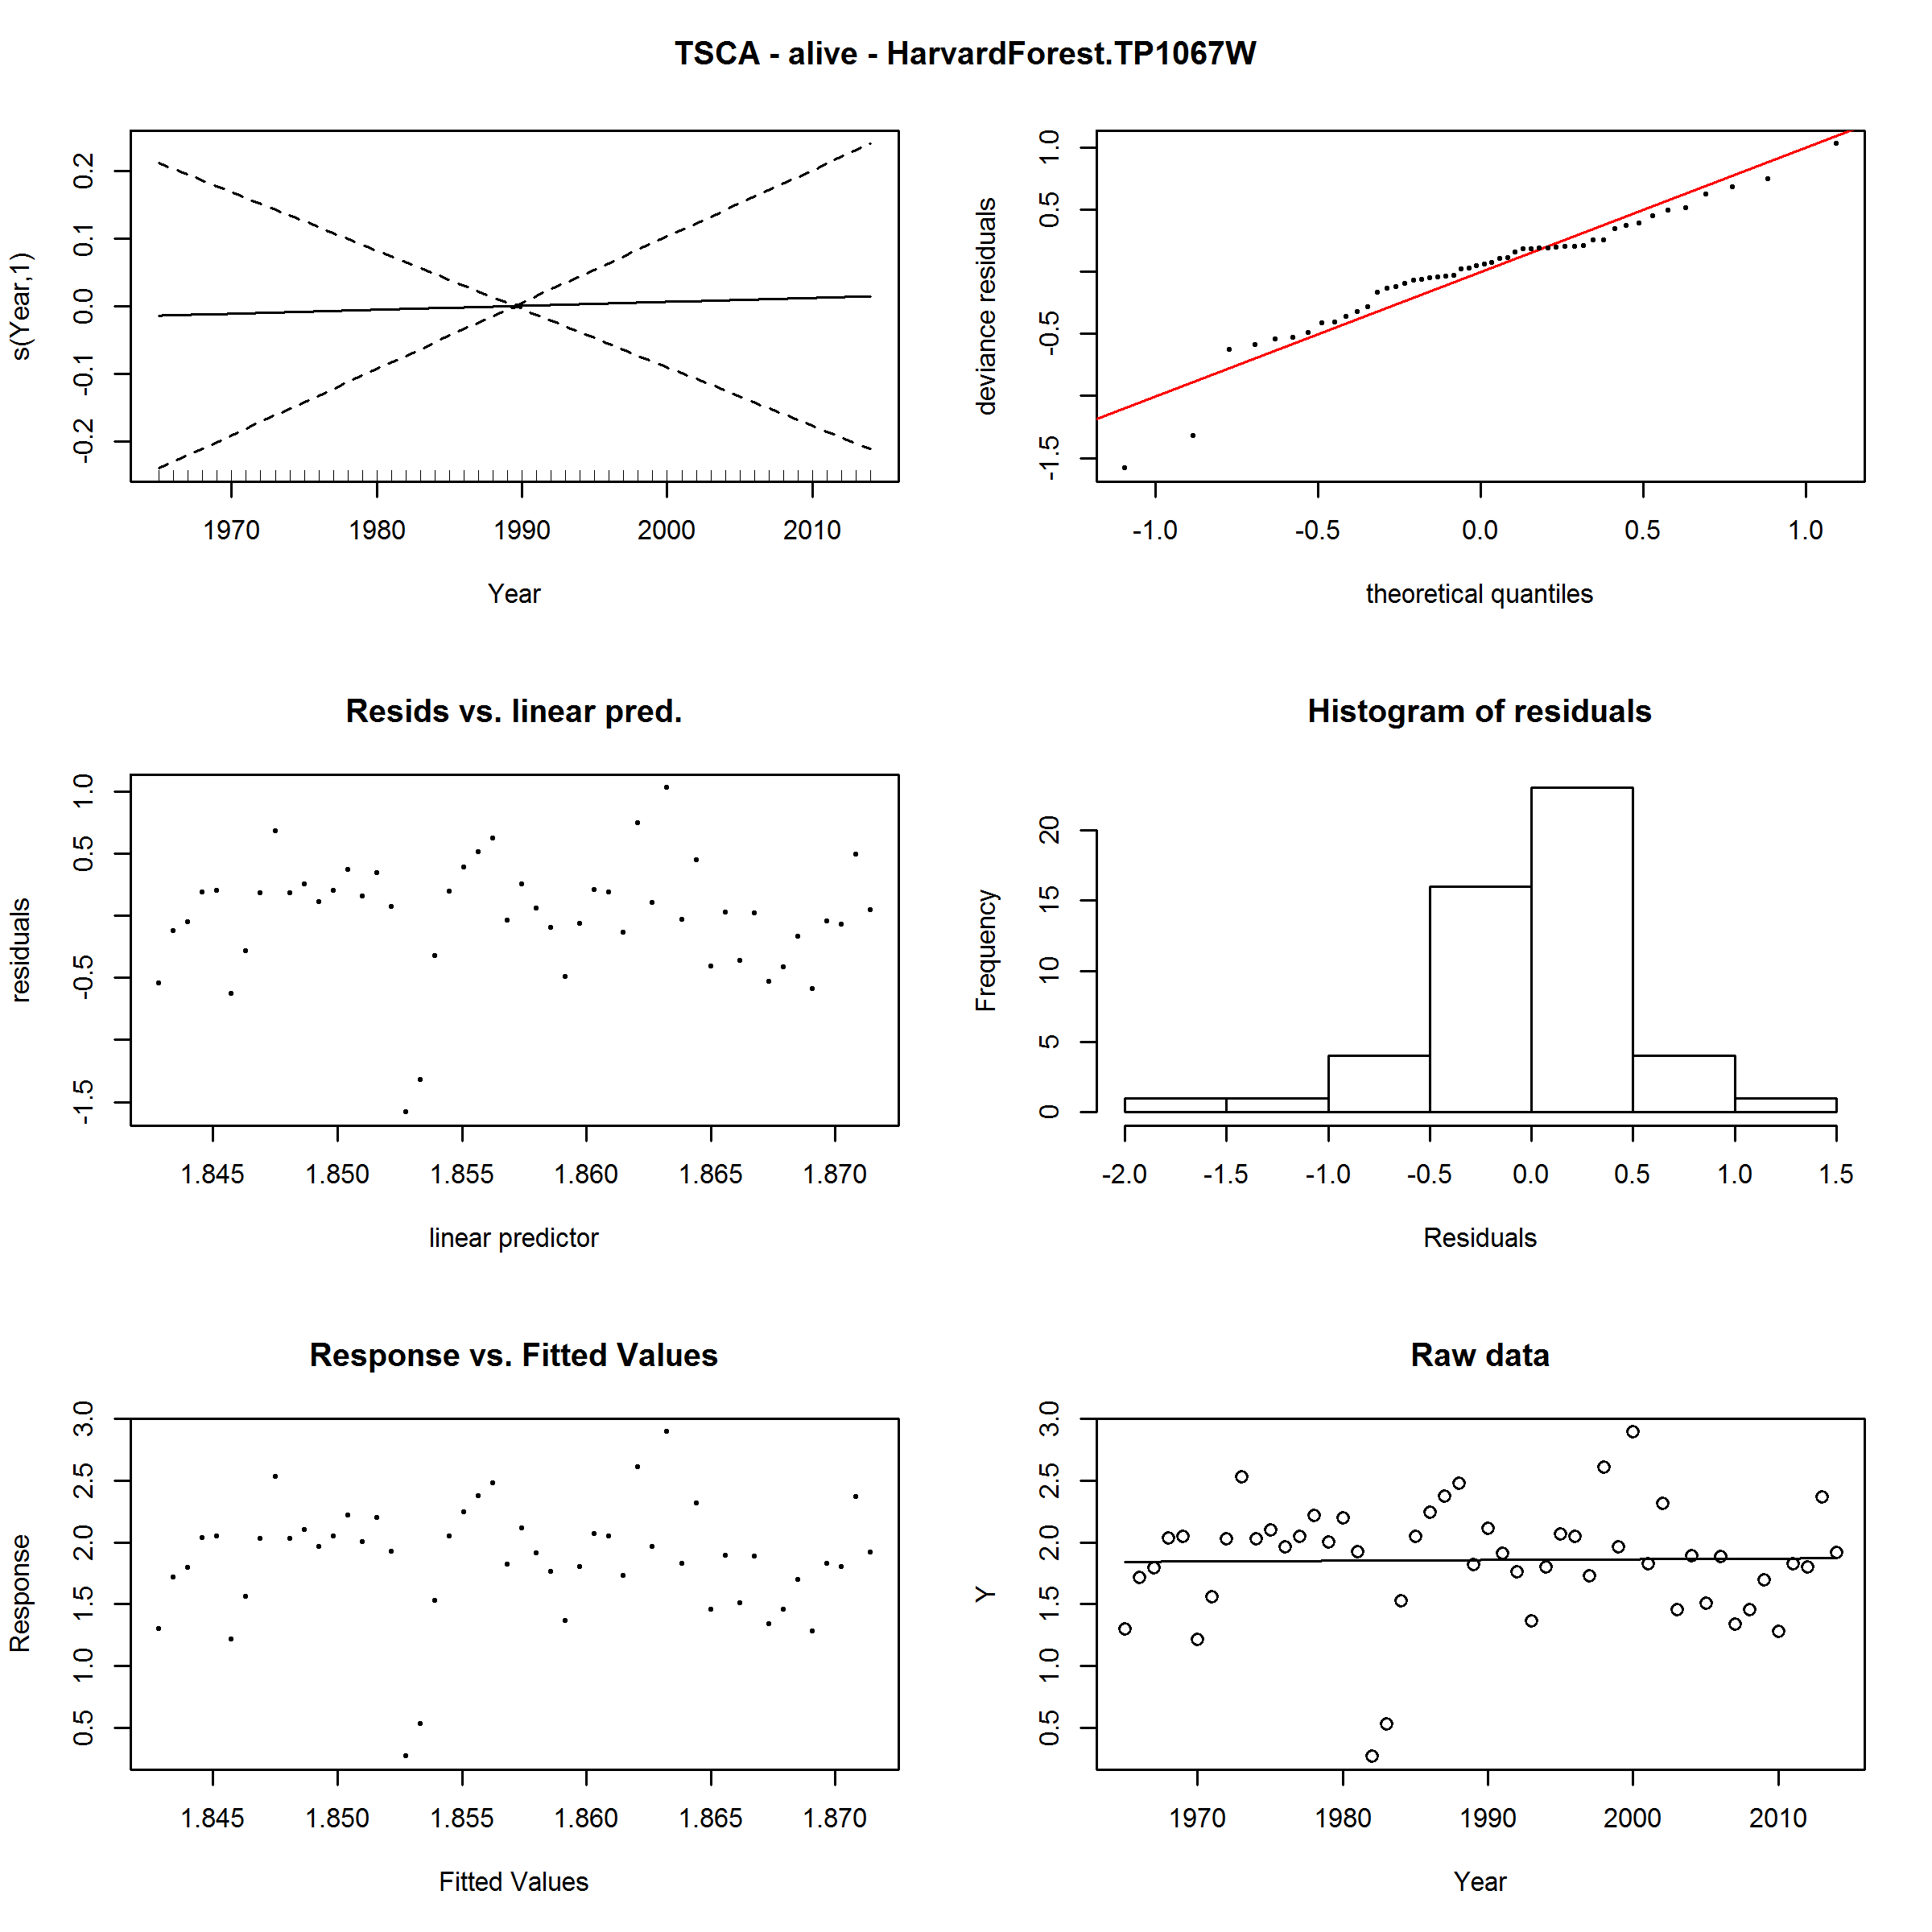 TSCA - alive - HarvardForest.TP1067W
s(Year,1)
0.2
0.1
0.0
-0.1
-0.2
1970 1980 1990 2000 2010
Year
deviance residuals
1.0
0.5
-0.5
-1.5
-1.0 -0.5 0.0 0.5 1.0
theoretical quantiles
Resids vs. linear pred.
residuals
1.0
0.5
-0.5
-1.5
1.845 1.850 1.855 1.860 1.865 1.870
linear predictor
Histogram of residuals
Frequency
20
15
10
5
0
-2.0 -1.5 -1.0 -0.5 0.0 0.5 1.0 1.5
Residuals
Response vs. Fitted Values
Response
3.0
2.5
2.0
1.5
1.0
0.5
1.845 1.850 1.855 1.860 1.865 1.870
Fitted Values
Raw data
Y
3.0
2.5
2.0
1.5
1.0
0.5
1970 1980 1990 2000 2010
Year